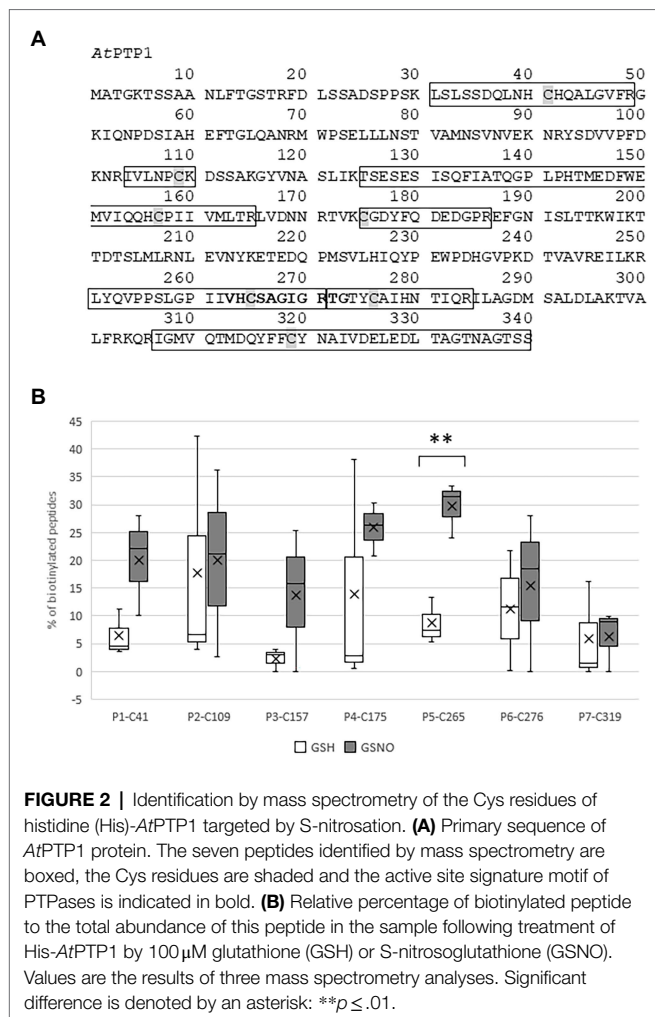 A
AtPTP1
10 20 30 40 50
MATGKTSSAA NLFTGSTRFD LSSADSPPSK LSLSSDQLNH CHQALGVFRG
60 70 80 90 100
KIQNPDSIAH EFTGLQANRM WPSELLLNST VAMNSVNVEK NRYSDVVPFD
110 120 130 140 150
KNRIVLNPCK DSSAKGYVNA SLIKTSESES ISQFIATQGP LPHTMEDFWE
160 170 180 190 200
MVIQQHCPII VMLTRLVDNN RTVKCGDYFQ DEDGPREFGN ISLTTKWIKT
210 220 230 240 250
TDTSLMLRNL EVNYKETEDQ PMSVLHIQYP EWPDHGVPKD TVAVREILKR
260 270 280 290 300
LYQVPPSLGP IIVHCSAGIG RTGTYCAIHN TIQRILAGDM SALDLAKTVA
310 320 330 340
LFRKQRIGMV QTMDQYFFCY NAIVDELEDL TAGTNAGTSS
B
% of biotinylated peptides
50
45
40
35
30
25
20
15
10
5
0
-5
**
P1-C41 P2-C109 P3-C157 P4-C175 P5-C265 P6-C276 P7-C319
GSH GSNO
FIGURE 2 | Identification by mass spectrometry of the Cys residues of
histidine (His)-AtPTP1 targeted by S-nitrosation. (A) Primary sequence of
AtPTP1 protein. The seven peptides identified by mass spectrometry are
boxed, the Cys residues are shaded and the active site signature motif of
PTPases is indicated in bold. (B) Relative percentage of biotinylated peptide
to the total abundance of this peptide in the sample following treatment of
His-AtPTP1 by 100 μM glutathione (GSH) or S-nitrosoglutathione (GSNO).
Values are the results of three mass spectrometry analyses. Significant
difference is denoted by an asterisk: **p ≤ .01.